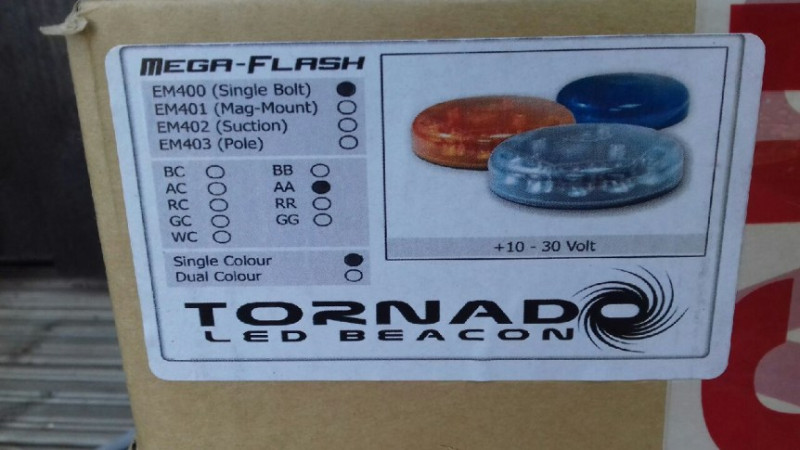 MEGA-FLASH
EM400 (Single Bolt)
EM401 (Mag-Mount)
EM402 (Suction)
EM403 (Pole)
BC BB
AC AA
RC RR
GC GG
WC
Single Colour
Dual Colour
+10 - 30 Volt
TORNADO
LED BEACON